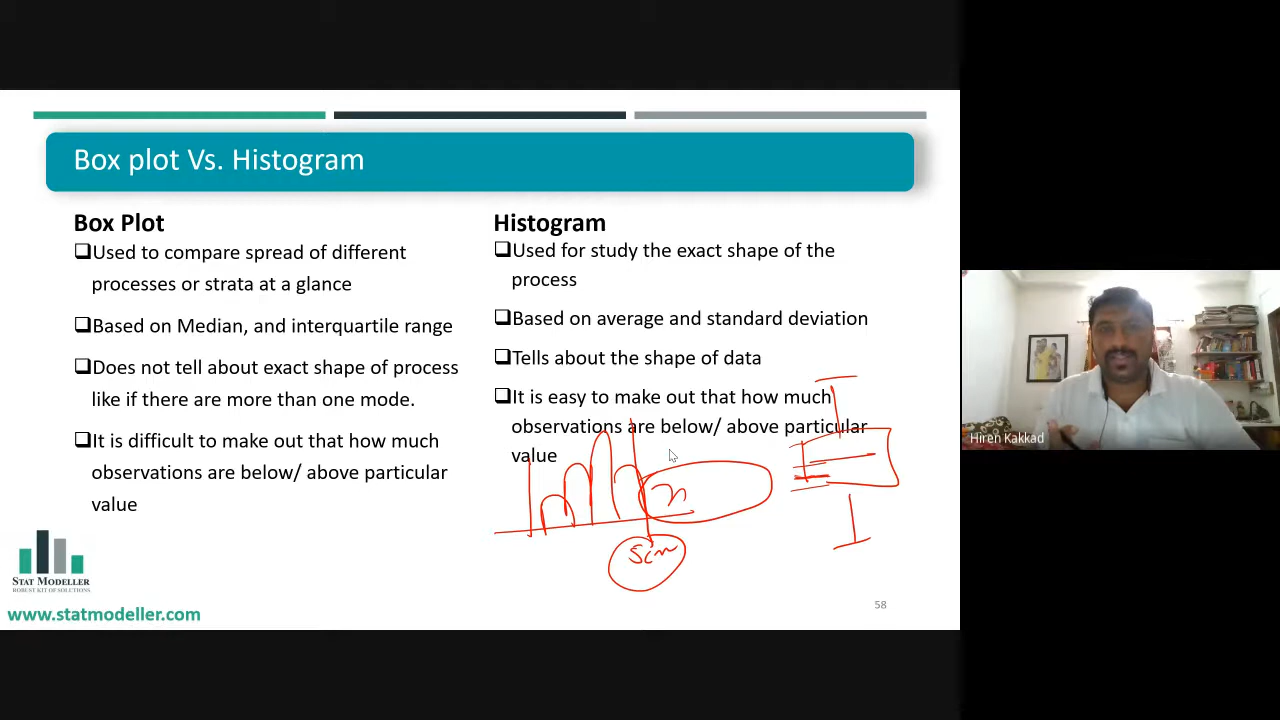 Box plot Vs. Histogram
Box Plot
❑Used to compare spread of different
processes or strata at a glance
❑Based on Median, and interquartile range
❑Does not tell about exact shape of process
like if there are more than one mode.
❑It is difficult to make out that how much
observations are below/ above particular
value
Histogram
❑Used for study the exact shape of the
process
❑Based on average and standard deviation
❑Tells about the shape of data
❑It is easy to make out that how much
observations are below/ above particular
value
STAT MODELLER
ROBUST KIT OF SOLUTIONS
www.statmodeller.com
58
Hiren Kakkad